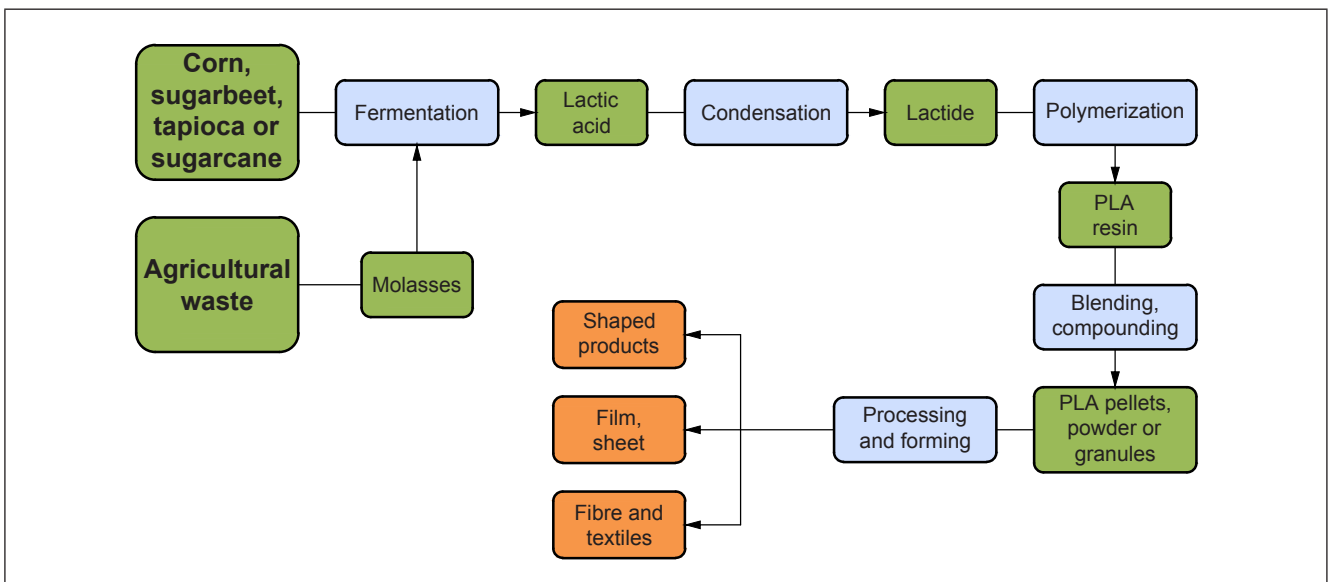 Corn,
sugarbeet,
tapioca or
sugarcane
Fermentation
Lactic
acid
Condensation
Lactide
Polymerization
Agricultural
waste
Molasses
PLA
resin
Blending,
compounding
PLA pellets,
powder or
granules
Processing
and forming
Shaped
products
Film,
sheet
Fibre and
textiles